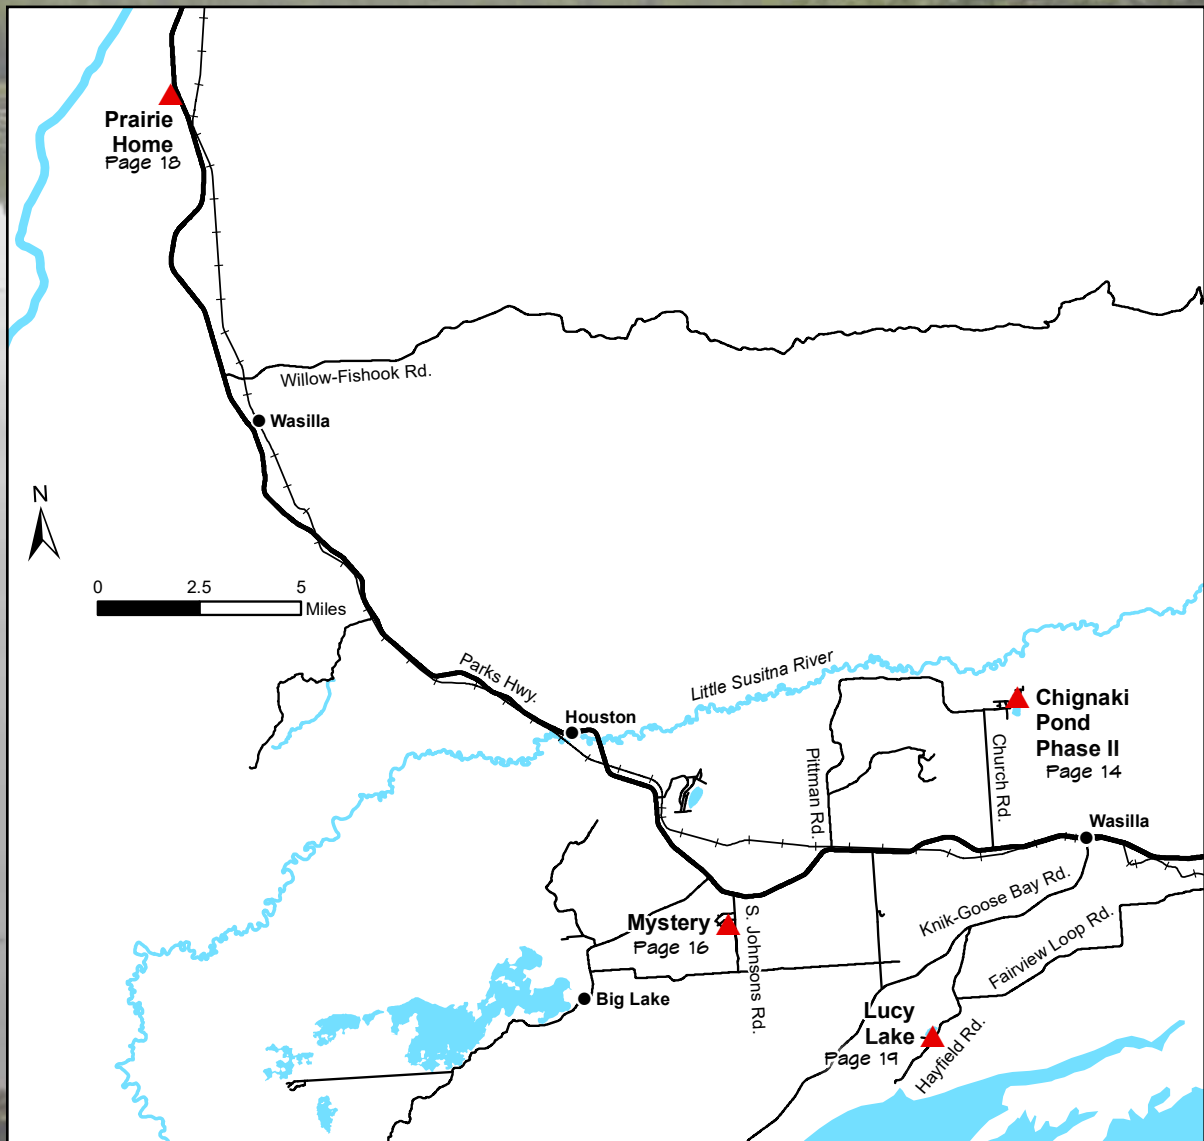 Prairie
Home
Page 18
Willow-Fishook Rd.
Wasilla
N
0 2.5 5
Miles
Parks Hwy.
Little Susitna River
Houston
Chignaki
Pond
Phase II
Page 14
Pittman Rd.
Church Rd.
Wasilla
Knik-Goose Bay Rd.
Fairview Loop Rd.
Mystery
Page 16
S. Johnsons Rd.
Big Lake
Lucy
Lake
Page 19
Hayfield Rd.